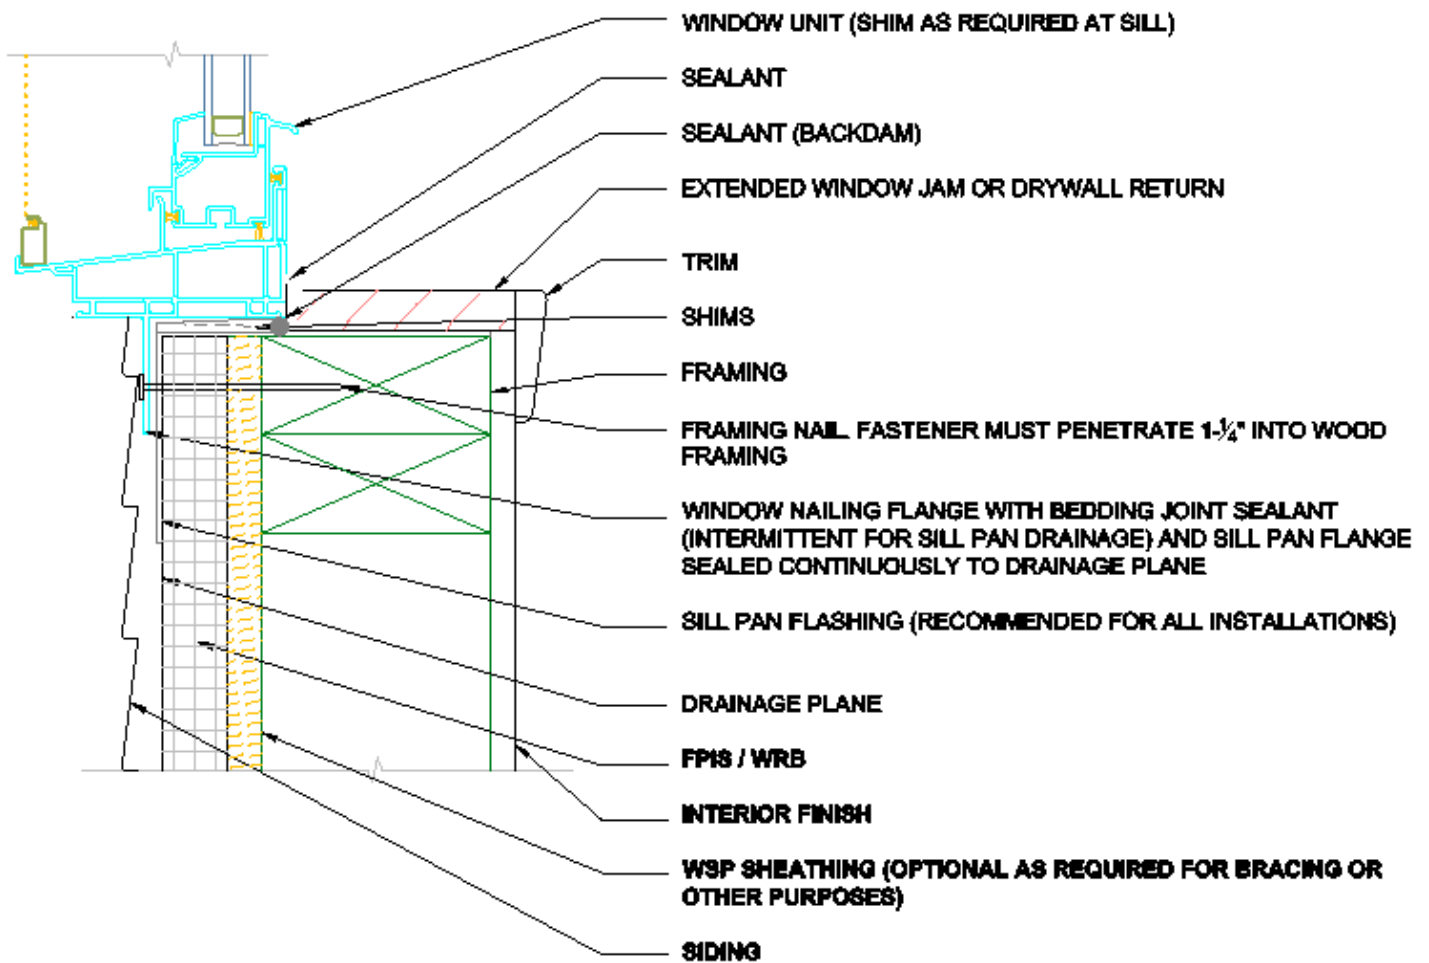 WINDOW UNIT (SHIM AS REQUIRED AT SILL)
SEALANT
SEALANT (BACKDAM)
EXTENDED WINDOW JAM OR DRYWALL RETURN
TRIM
SHIMS
FRAMING
FRAMING NAIL. FASTENER MUST PENETRATE 1-¼" INTO WOOD
FRAMING
WINDOW NAILING FLANGE WITH BEDDING JOINT SEALANT
(INTERMITTENT FOR SILL PAN DRAINAGE) AND SILL PAN FLANGE
SEALED CONTINUOUSLY TO DRAINAGE PLANE
SILL PAN FLASHING (RECOMMENDED FOR ALL INSTALLATIONS)
DRAINAGE PLANE
FPIS / WRB
INTERIOR FINISH
WSP SHEATHING (OPTIONAL AS REQUIRED FOR BRACING OR
OTHER PURPOSES)
SIDING